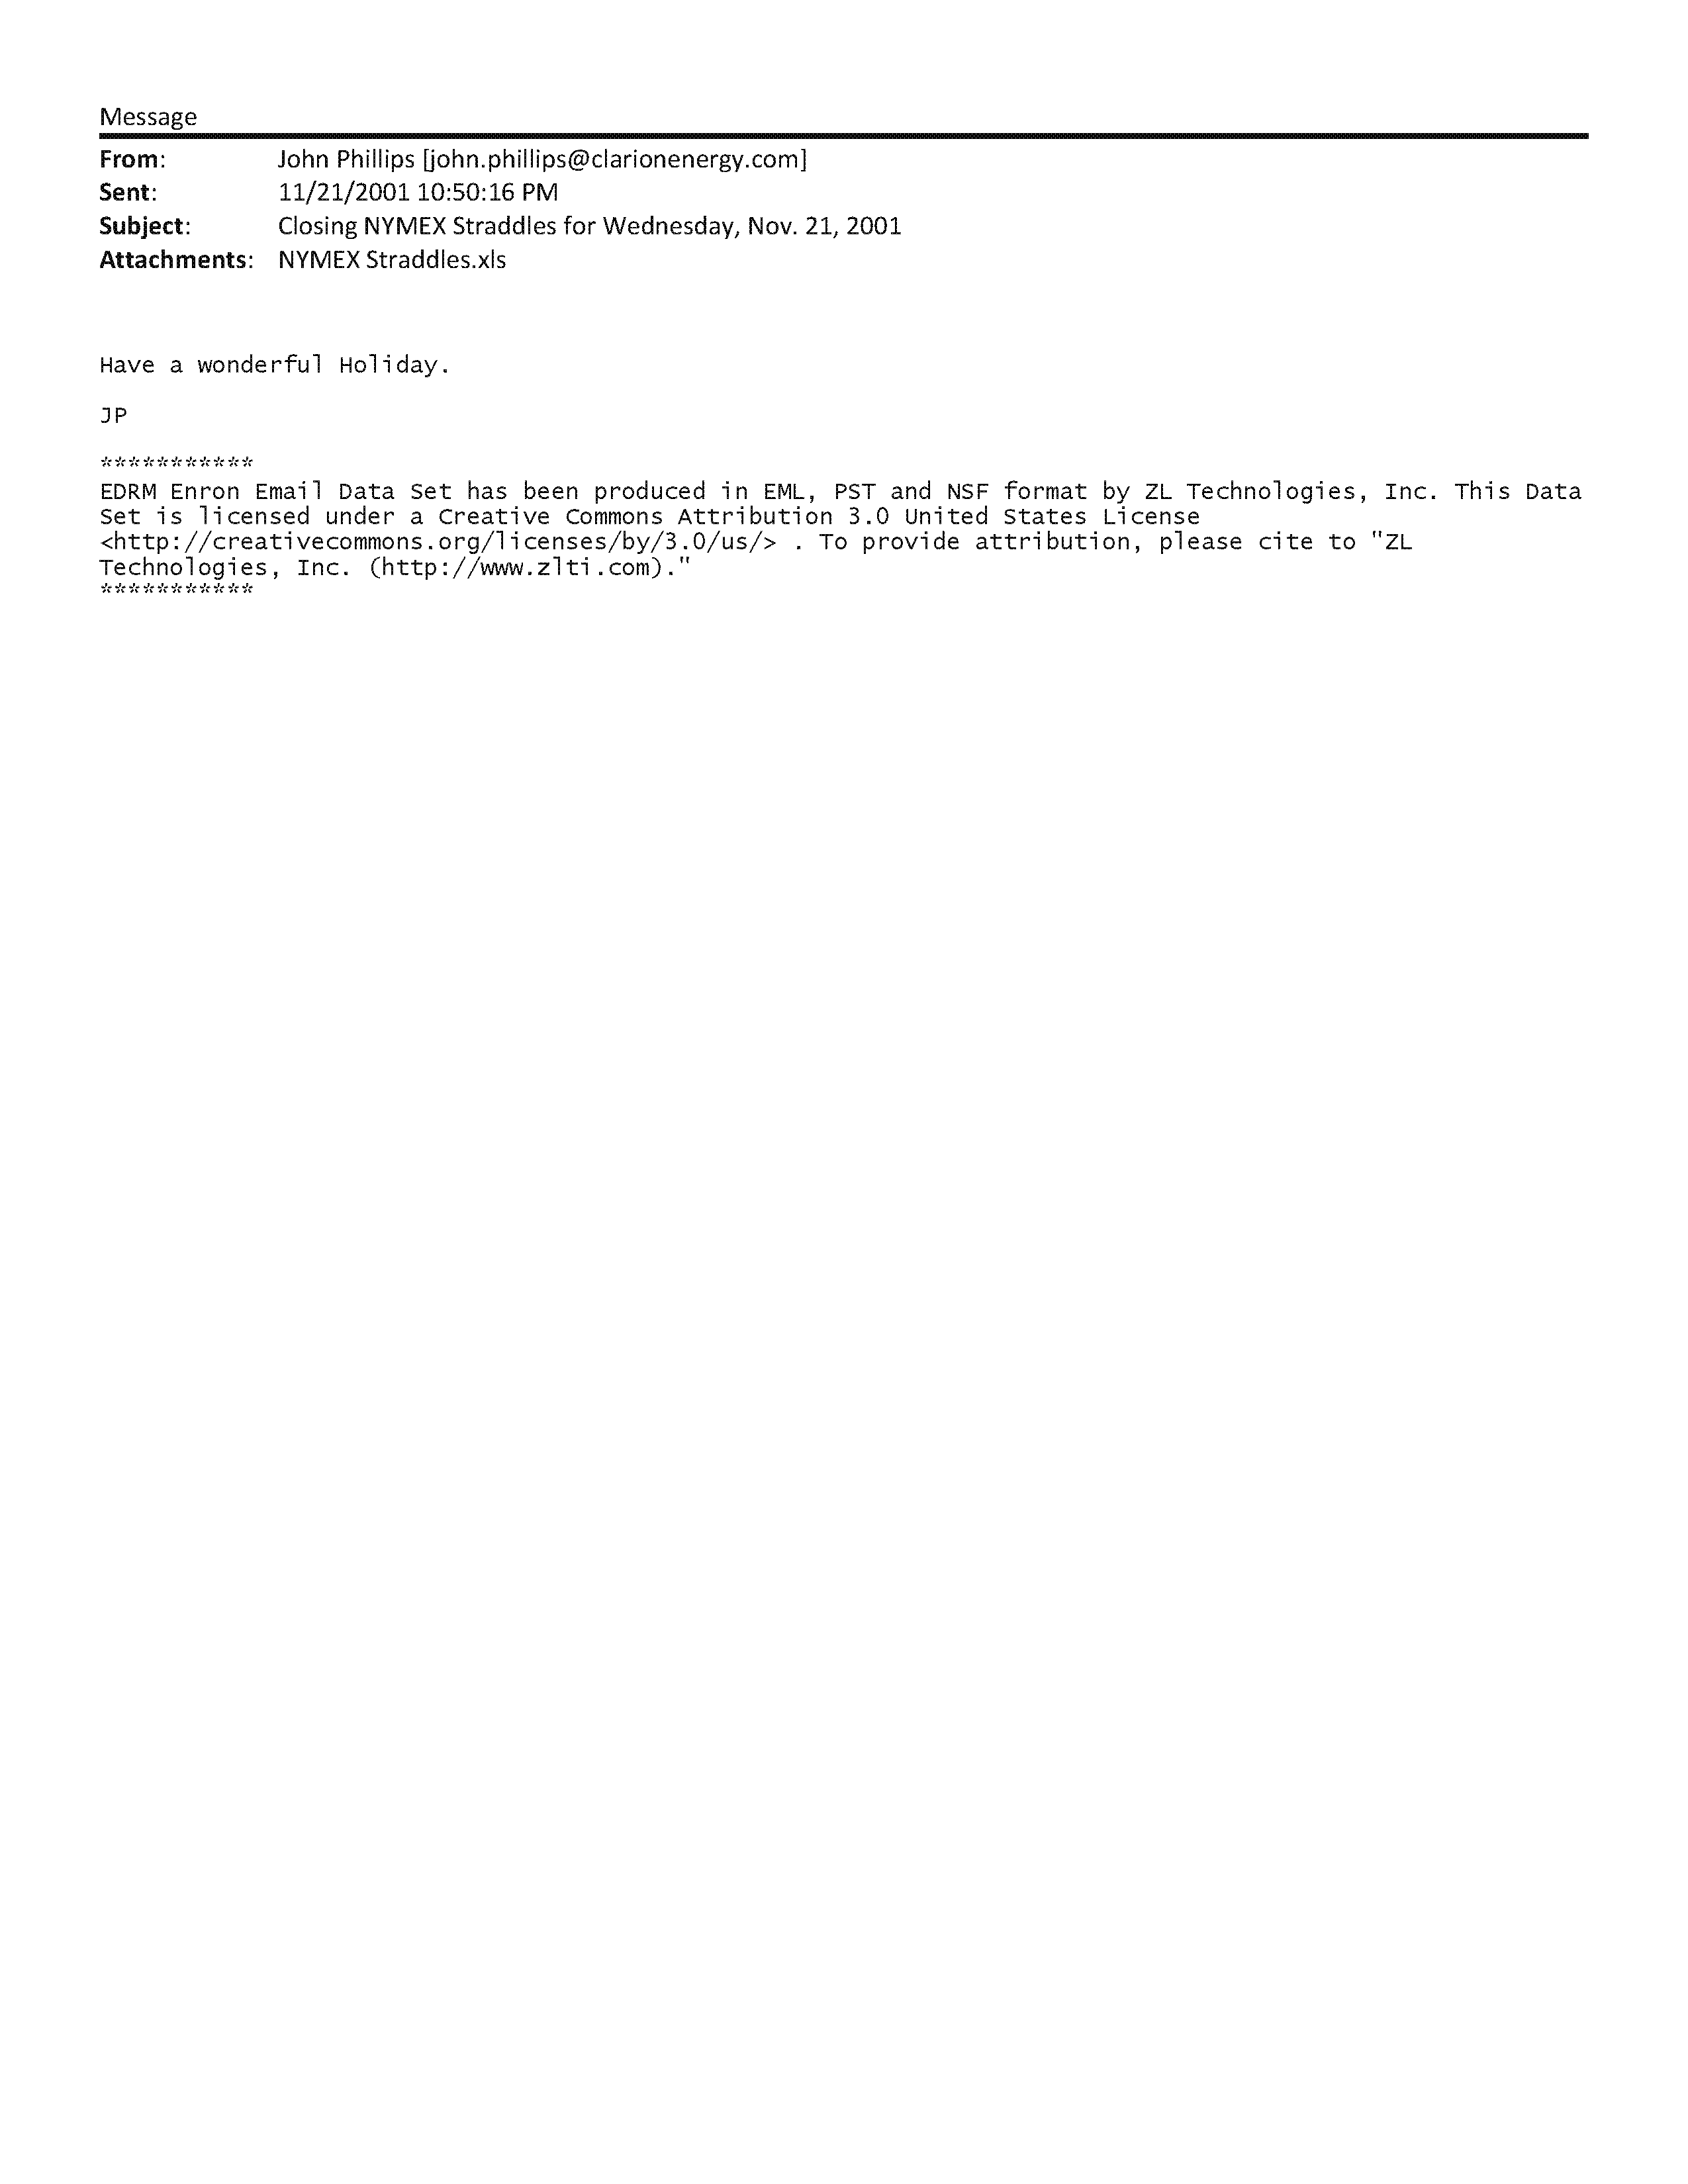 Message
From: John Phillips [john.phillips@clarionenergy.com]
Sent: 11/21/2001 10:50:16 PM
Subject: Closing NYMEX Straddles for Wednesday, Nov. 21, 2001
Attachments: NYMEX Straddles.xls
Have a wonderful Holiday.
JP
***********
EDRM Enron Email Data Set has been produced in EML, PST and NSF format by ZL Technologies, Inc. This Data
Set is licensed under a Creative Commons Attribution 3.0 United States License
<http://creativecommons.org/licenses/by/3.0/us/> . To provide attribution, please cite to "ZL
Technologies, Inc. (http://www.zlti.com)."
***********